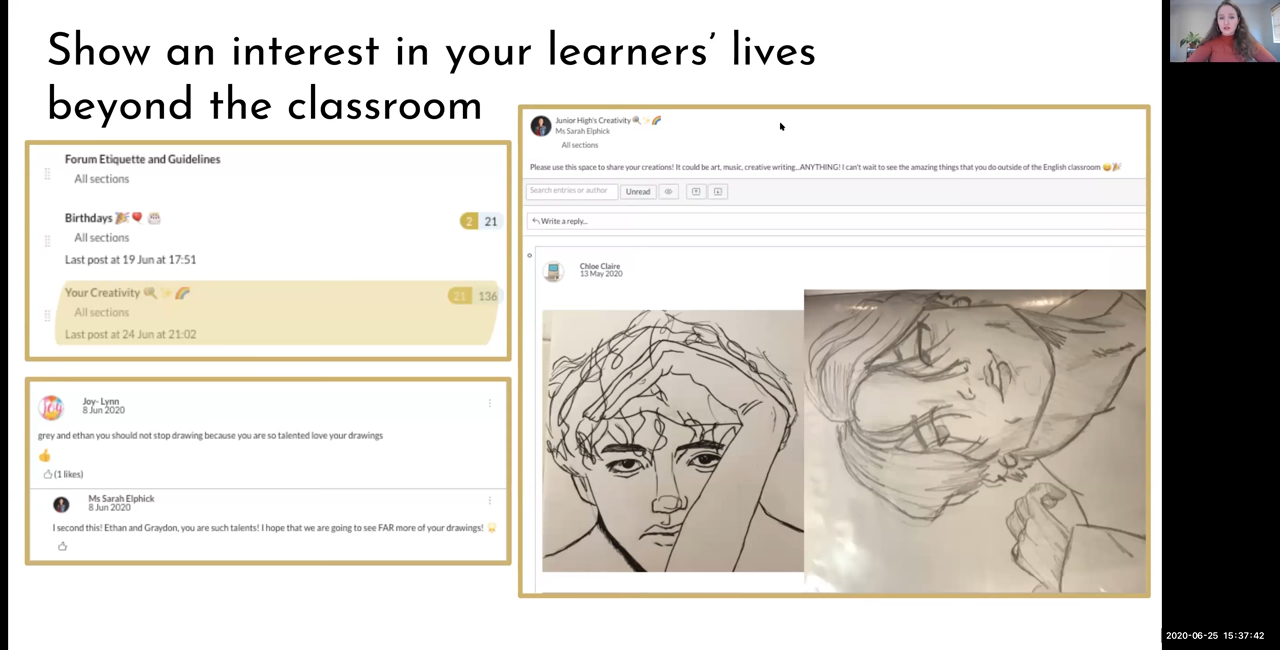 Show an interest in your learners’ lives
beyond the classroom
Forum Etiquette and Guidelines
All sections
Birthdays 🎉❤️🎂
2 21
All sections
Last post at 19 Jun at 17:51
Your Creativity 🎨✨🌈
21 136
All sections
Last post at 24 Jun at 21:02
Joy
Joy- Lynn
8 Jun 2020
grey and ethan you should not stop drawing because you are so talented love your drawings
👍
(1 likes)
Ms Sarah Elphick
8 Jun 2020
I second this! Ethan and Graydon, you are such talents! I hope that we are going to see FAR more of your drawings!
Junior High's Creativity 🎨✨🌈
Ms Sarah Elphick
All sections
Please use this space to share your creations! It could be art, music, creative writing...ANYTHING! I can't wait to see the amazing things that you do outside of the English classroom 😄🎉
Search entries or author
Unread
Write a reply...
Chloe Claire
13 May 2020
2020-06-25 15:37:42